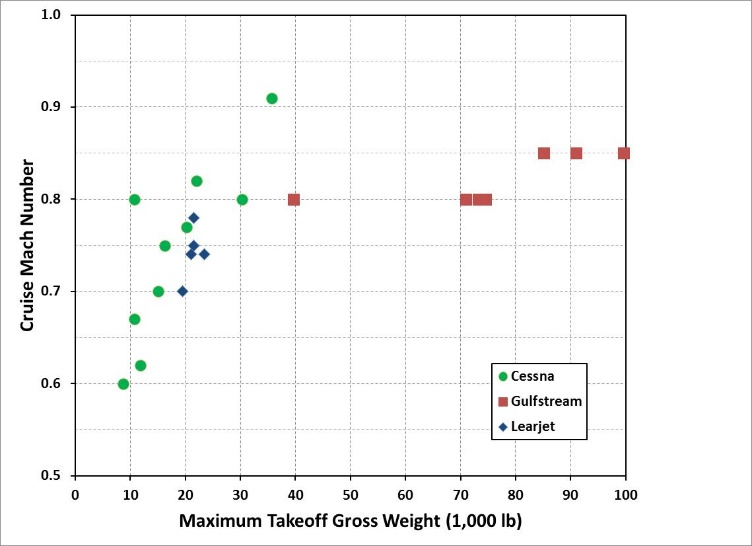 1.0
0.9
0.8
0.7
0.6
0.5
Cruise Mach Number
Cessna
Gulfstream
Learjet
0 10 20 30 40 50 60 70 80 90 100
Maximum Takeoff Gross Weight (1,000 lb)